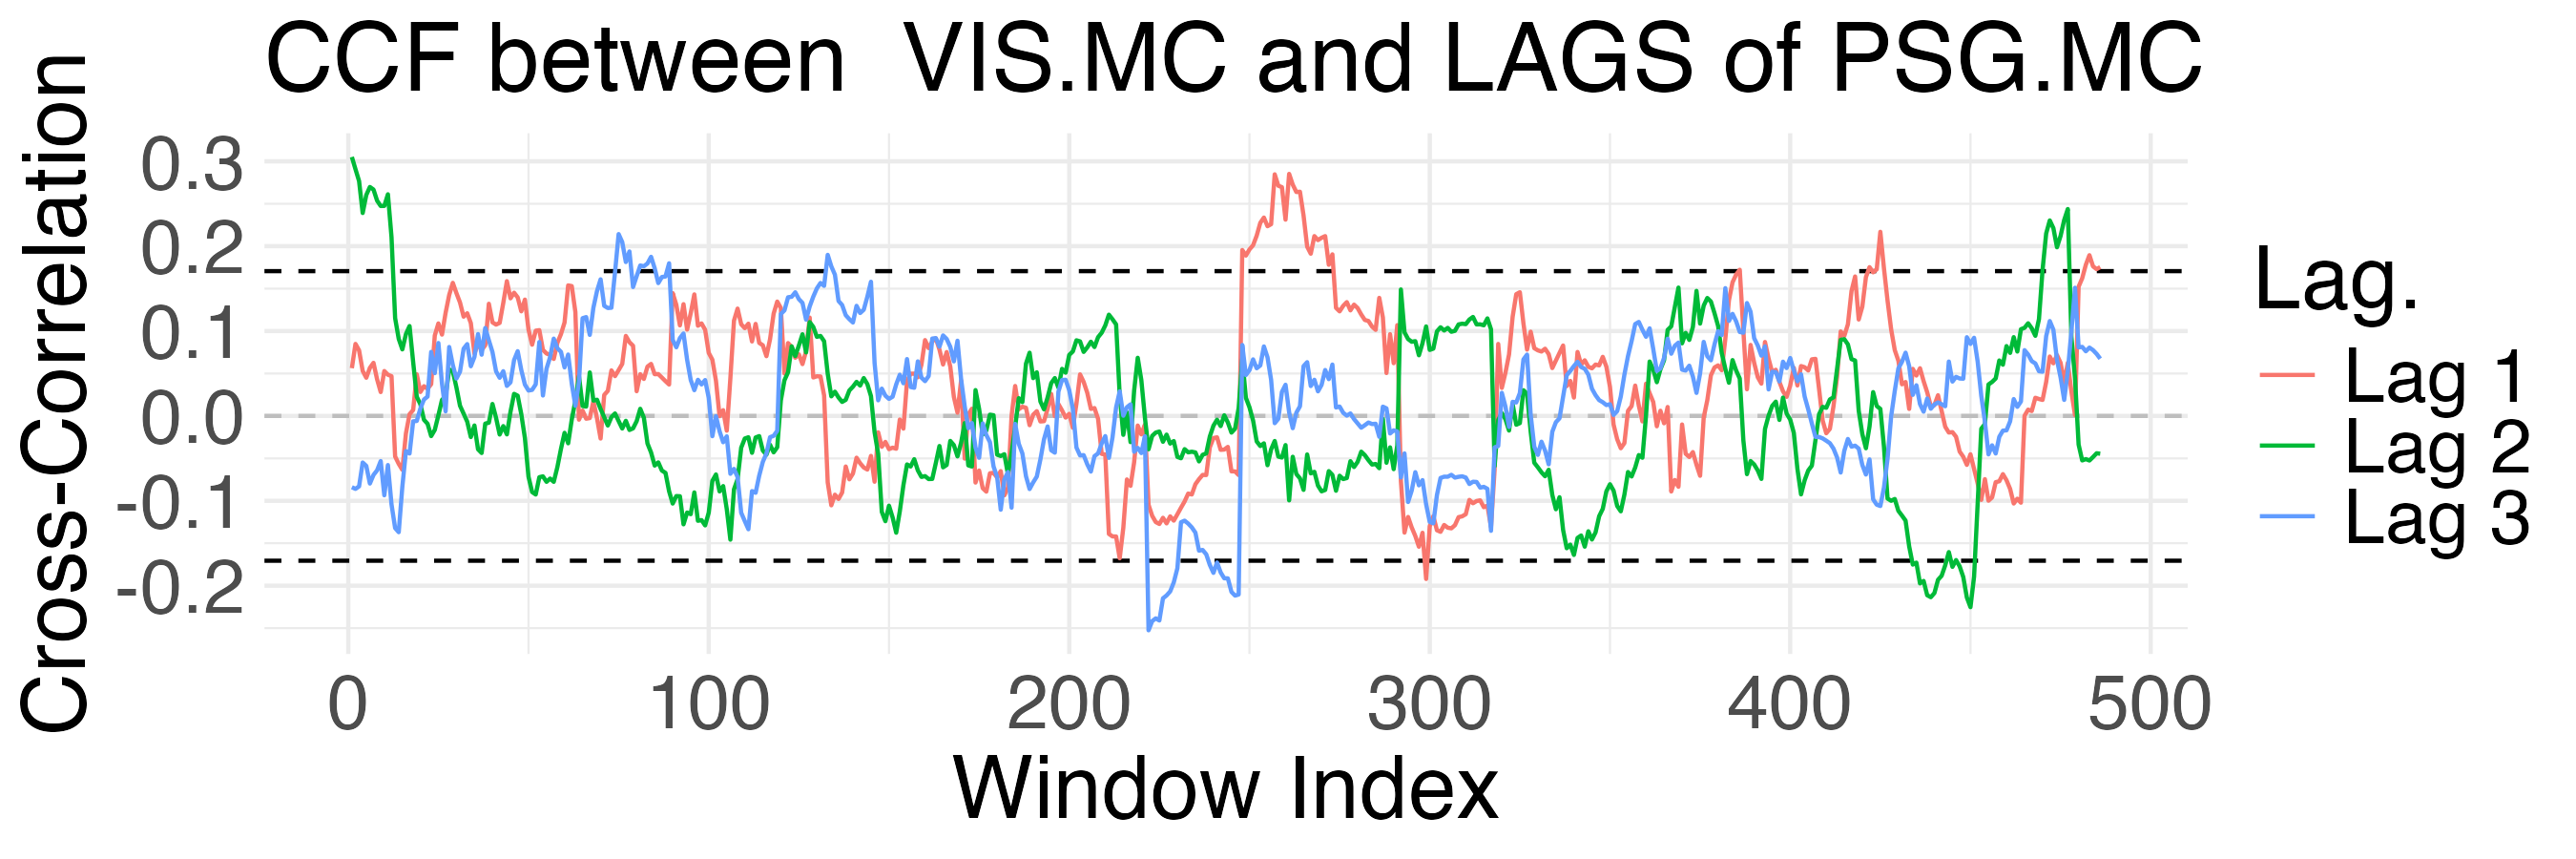 CCF between  VIS.MC and LAGS of PSG.MC
Cross-Correlation
0.3
0.2
0.1
0.0
-0.1
-0.2
0 100 200 300 400 500
Window Index
Lag.
Lag 1
Lag 2
Lag 3